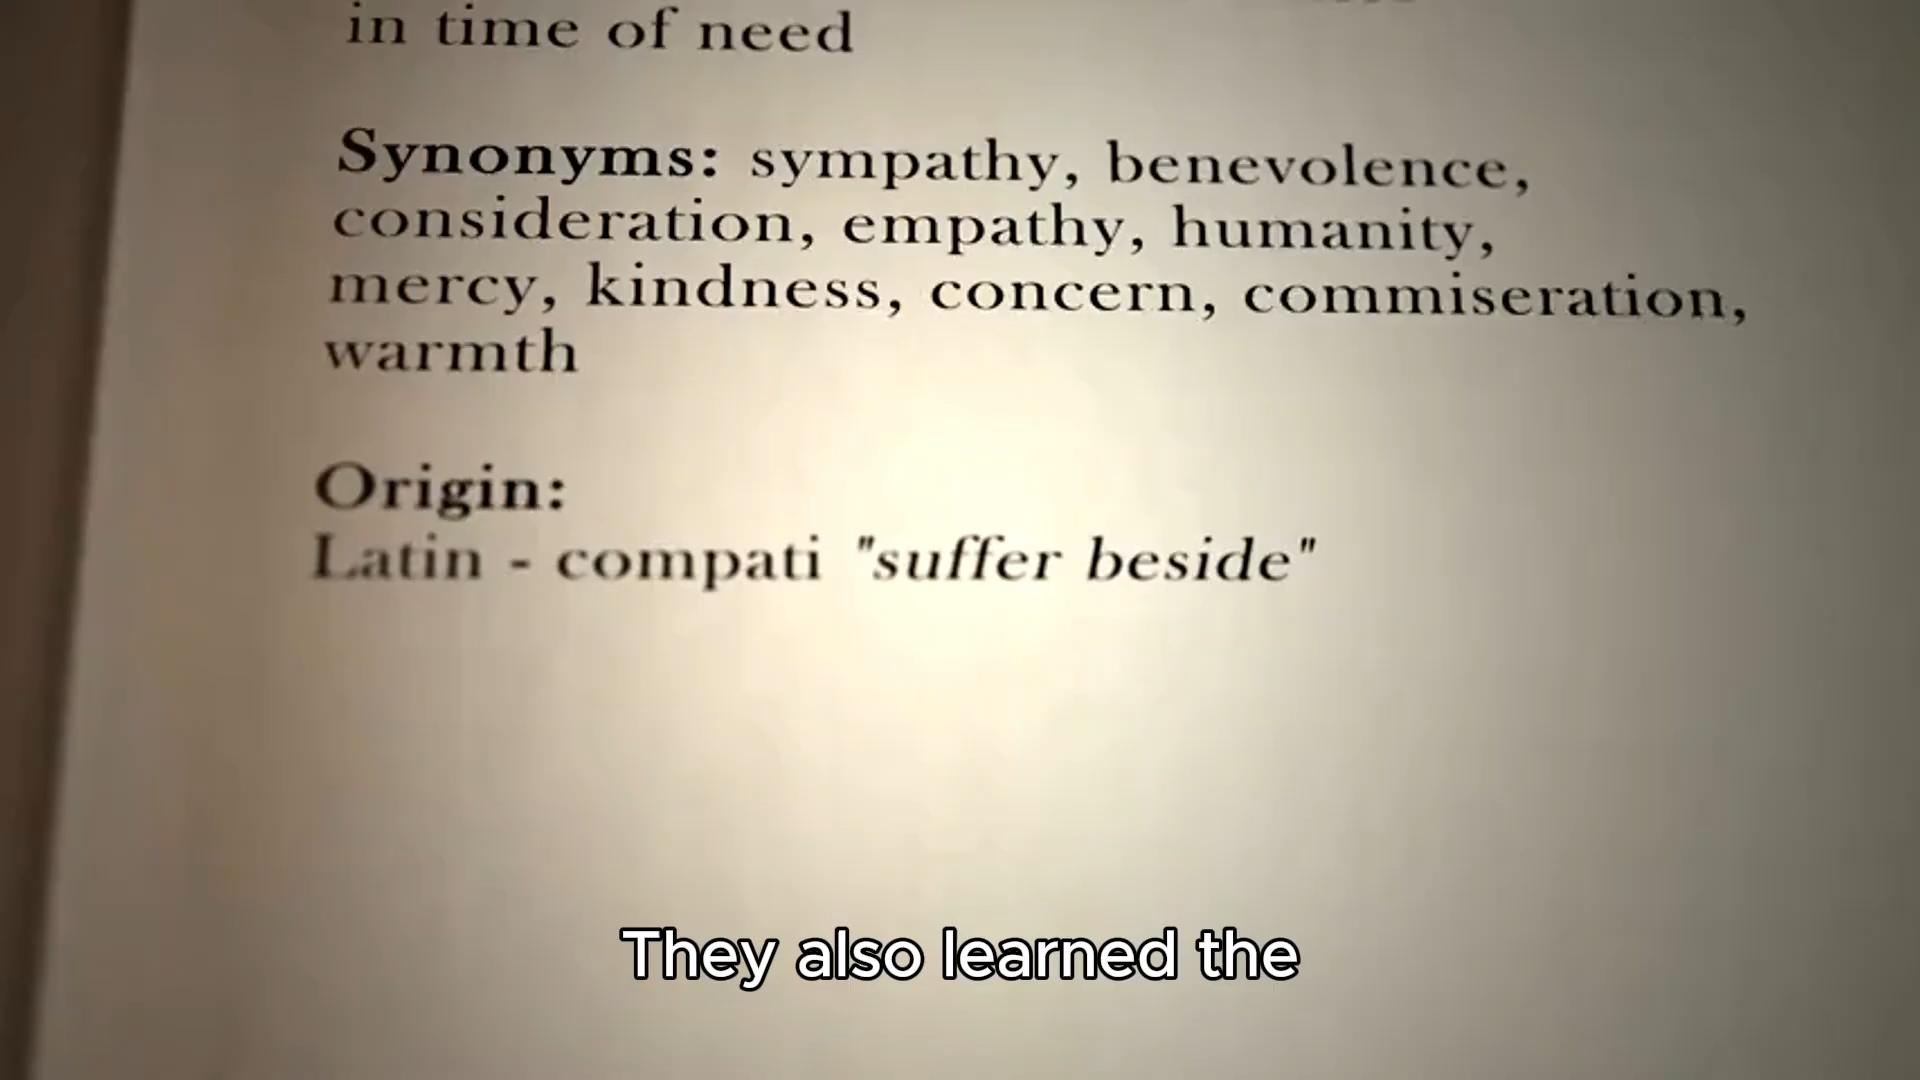 in time of need
Synonyms: sympathy, benevolence,
consideration, empathy, humanity,
mercy, kindness, concern, commiseration,
warmth
Origin:
Latin - compati "suffer beside"
They also learned the